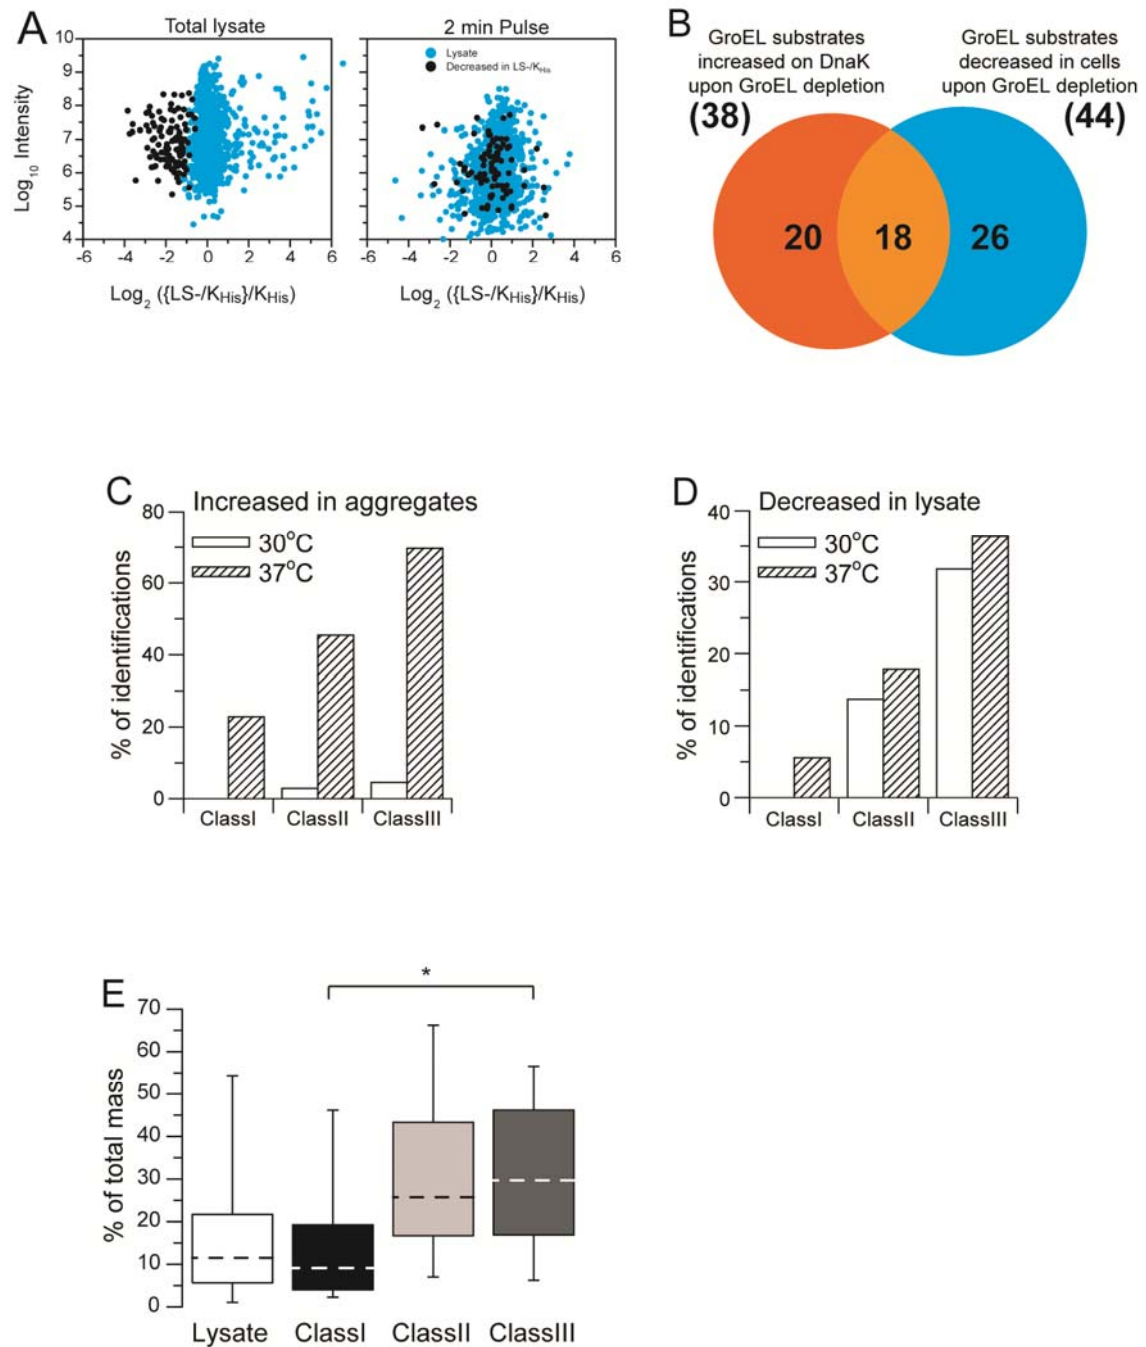 A
Total lysate
2 min Pulse
Lysate
Decreased in LS-/KHis
10
9
8
7
6
5
4
Log10 Intensity
-6 -4 -2 0 2 4 6
-6 -4 -2 0 2 4 6
Log2 ({LS-/KHis}/KHis)
Log2 ({LS-/KHis}/KHis)
B
GroEL substrates
increased on DnaK
upon GroEL depletion
(38)
GroEL substrates
decreased in cells
upon GroEL depletion
(44)
20
18
26
C
Increased in aggregates
30°C
37°C
80
60
40
20
0
% of identifications
ClassI
ClassII
ClassIII
D
Decreased in lysate
30°C
37°C
40
30
20
10
0
% of identifications
ClassI
ClassII
ClassIII
E
*
70
60
50
40
30
20
10
0
% of total mass
Lysate
ClassI
ClassII
ClassIII